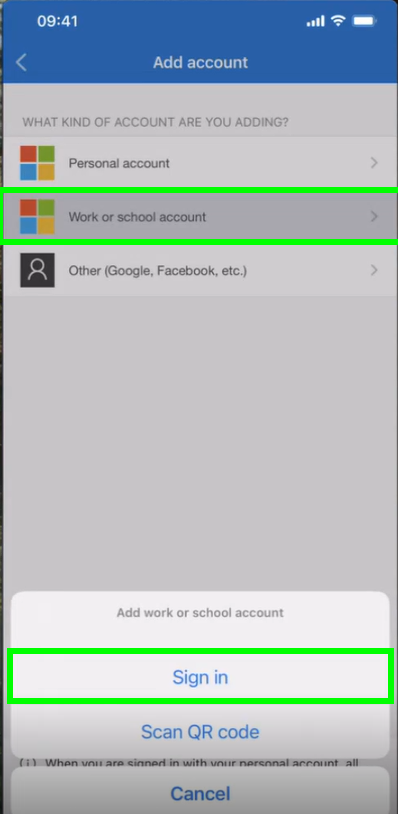 09:41
Add account
WHAT KIND OF ACCOUNT ARE YOU ADDING?
Personal account
Work or school account
Other (Google, Facebook, etc.)
Add work or school account
Sign in
Scan QR code
When you are signed in with your personal account, all
Cancel